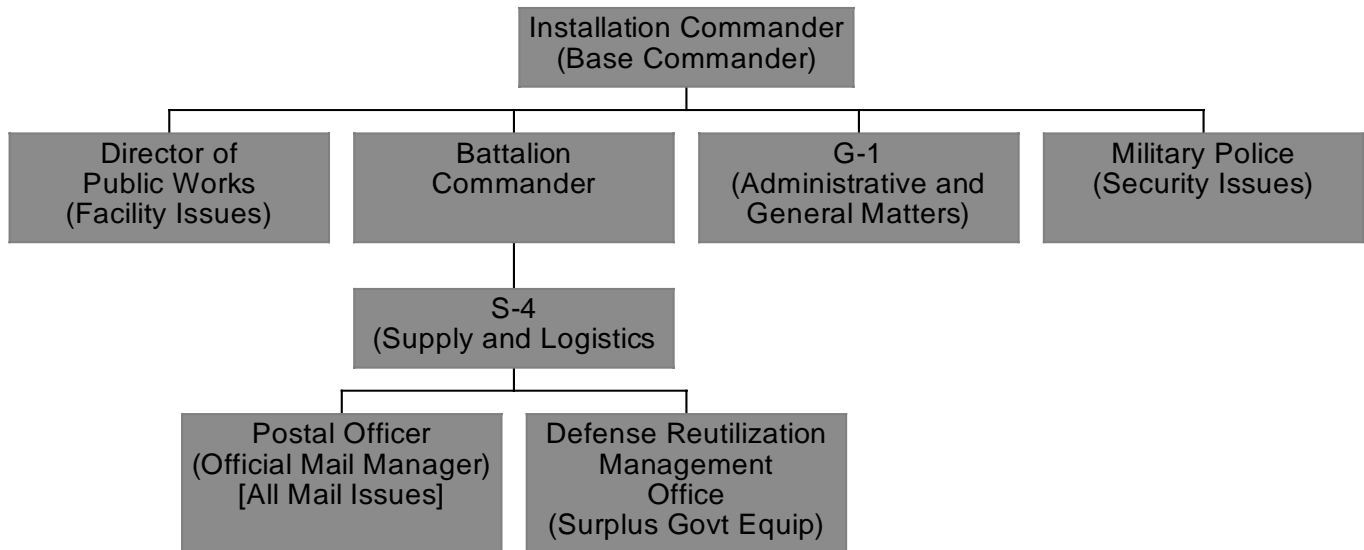 Installation Commander
(Base Commander)
Director of
Public Works
(Facility Issues)
Battalion
Commander
G-1
(Administrative and
General Matters)
Military Police
(Security Issues)
S-4
(Supply and Logistics
Postal Officer
(Official Mail Manager)
[All Mail Issues]
Defense Reutilization
Management
Office
(Surplus Govt Equip)